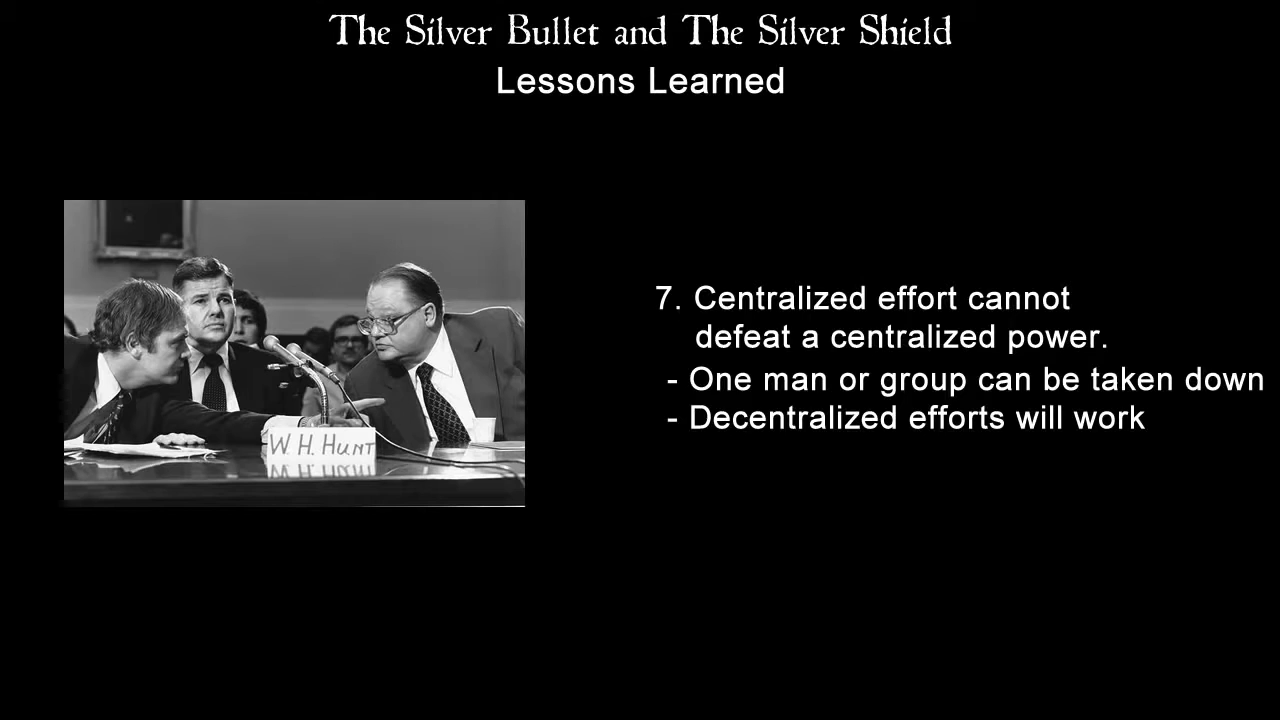 The Silver Bullet and The Silver Shield
Lessons Learned
7. Centralized effort cannot
defeat a centralized power.
- One man or group can be taken down
- Decentralized efforts will work
W. H. HUNT